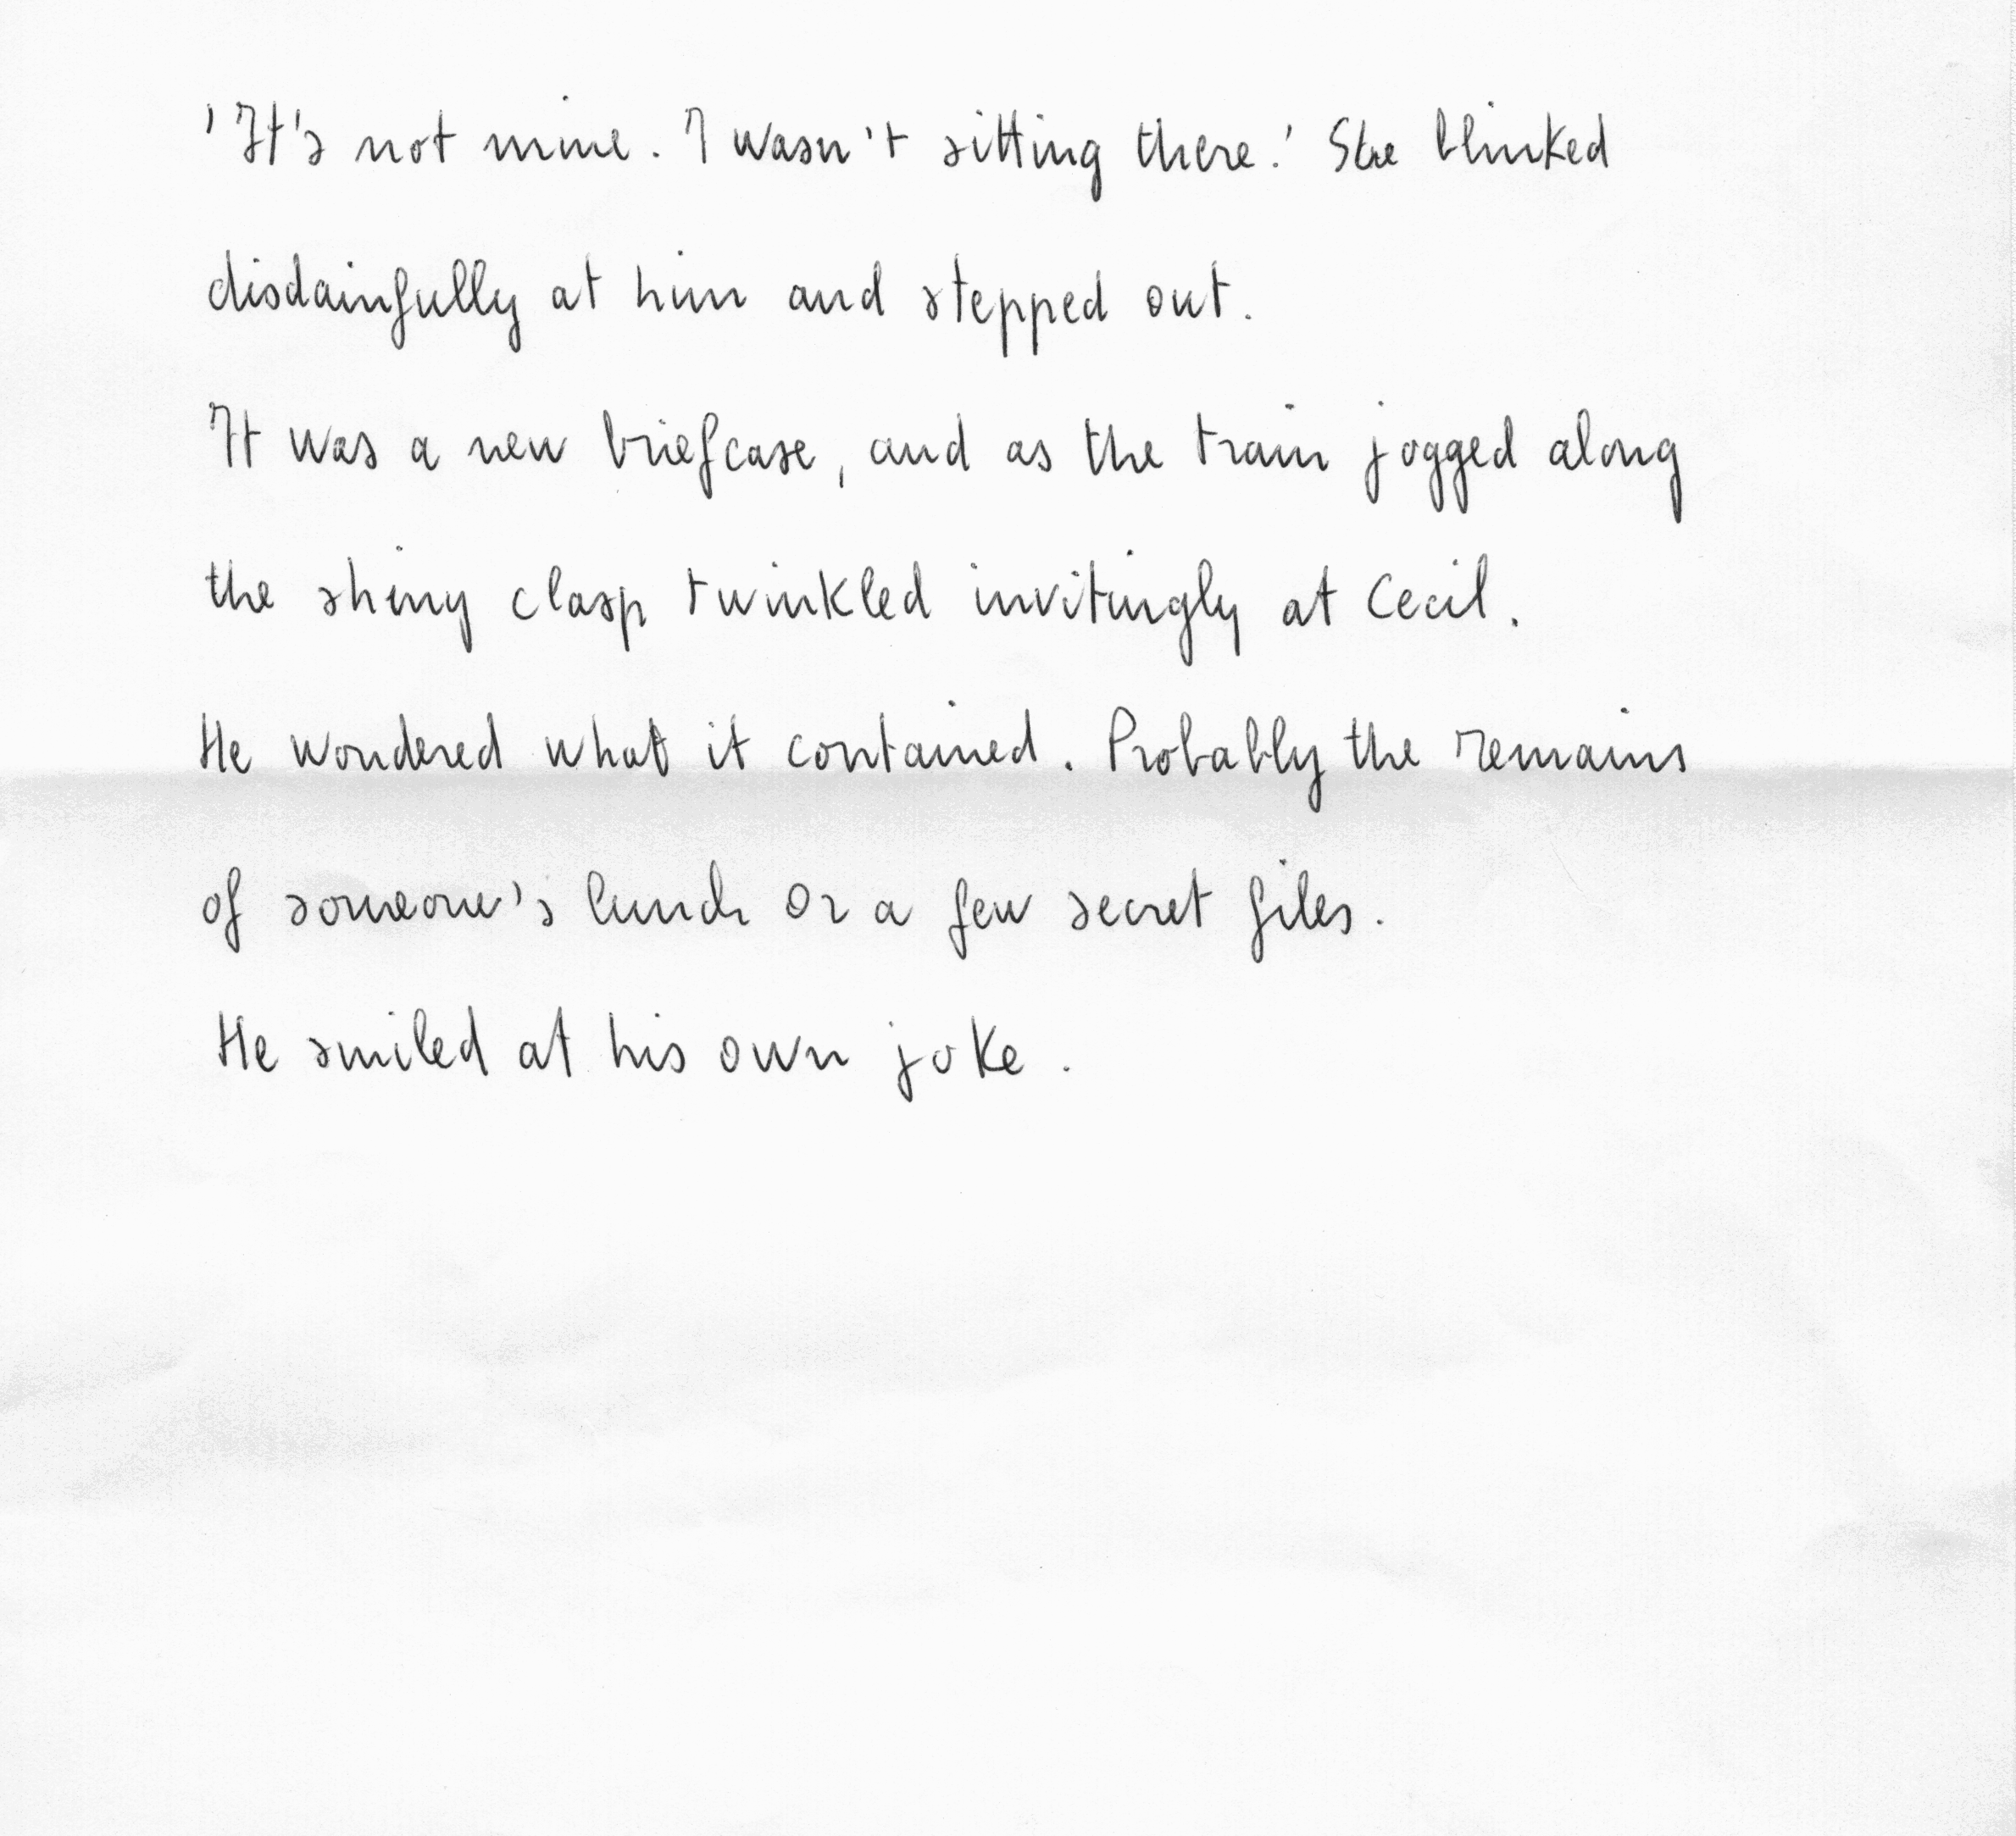 'It's not mine. I wasn't sitting there.' She blinked
disdainfully at him and stepped out.
It was a new briefcase, and as the train jogged along
the shiny clasp twinkled invitingly at Cecil.
He wondered what it contained. Probably the remains
of someone's lunch or a few secret files.
He smiled at his own joke.